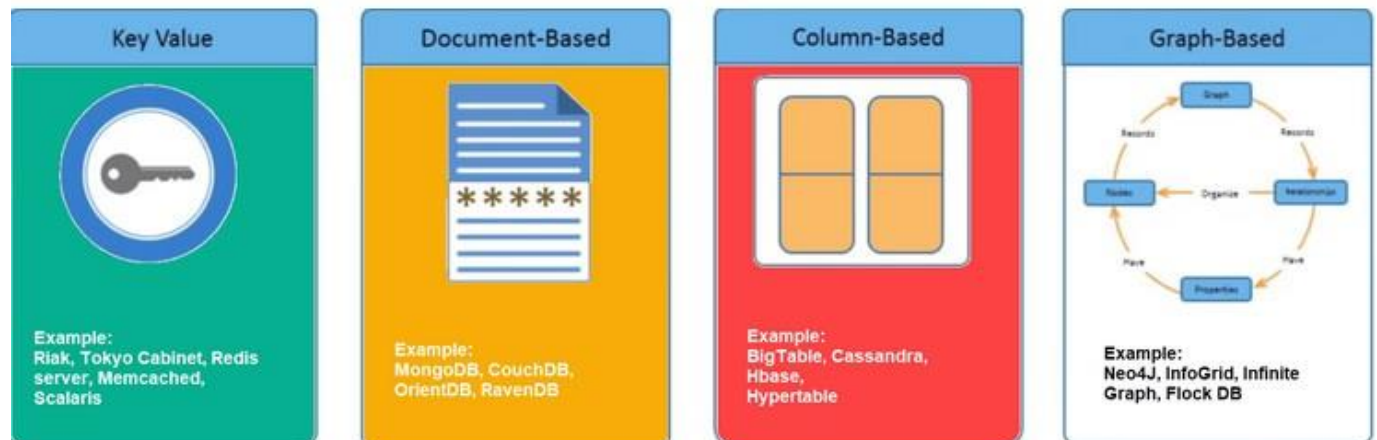 Key Value
Example:
Riak, Tokyo Cabinet, Redis
server, Memcached,
Scalaris
Document-Based
*****
Example:
MongoDB, CouchDB,
OrientDB, RavenDB
Column-Based
Example:
BigTable, Cassandra,
Hbase,
Hypertable
Graph-Based
Graph
Records
Records
Nodes
Organize
Relationships
Have
Have
Properties
Example:
Neo4J, InfoGrid, Infinite
Graph, Flock DB